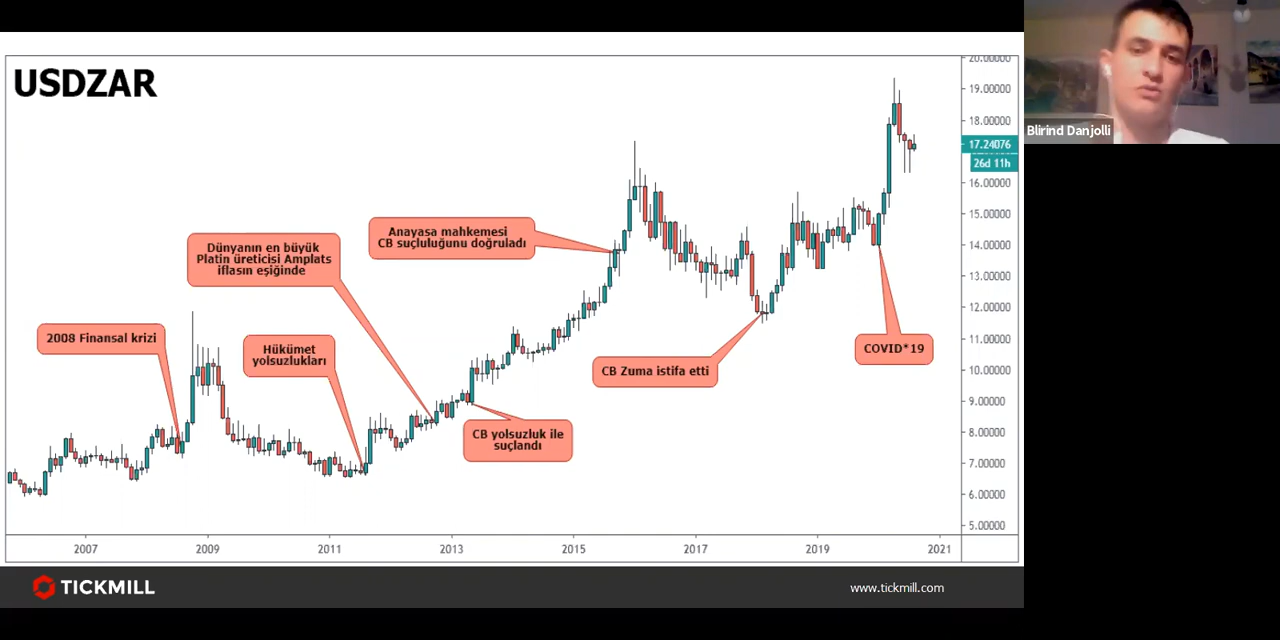 USDZAR
20.00000
19.00000
18.00000
17.24076
26d 11h
16.00000
15.00000
14.00000
13.00000
12.00000
11.00000
10.00000
9.00000
8.00000
7.00000
6.00000
5.00000
2008 Finansal krizi
Dünyanın en büyük
Platin üreticisi Amplats
iflasın eşiğinde
Hükümet
yolsuzlukları
Anayasa mahkemesi
CB suçluluğunu doğruladı
CB yolsuzluk ile
suçlandı
CB Zuma istifa etti
COVID*19
2007
2009
2011
2013
2015
2017
2019
2021
TICKMILL
www.tickmill.com
Blirind Danjolli